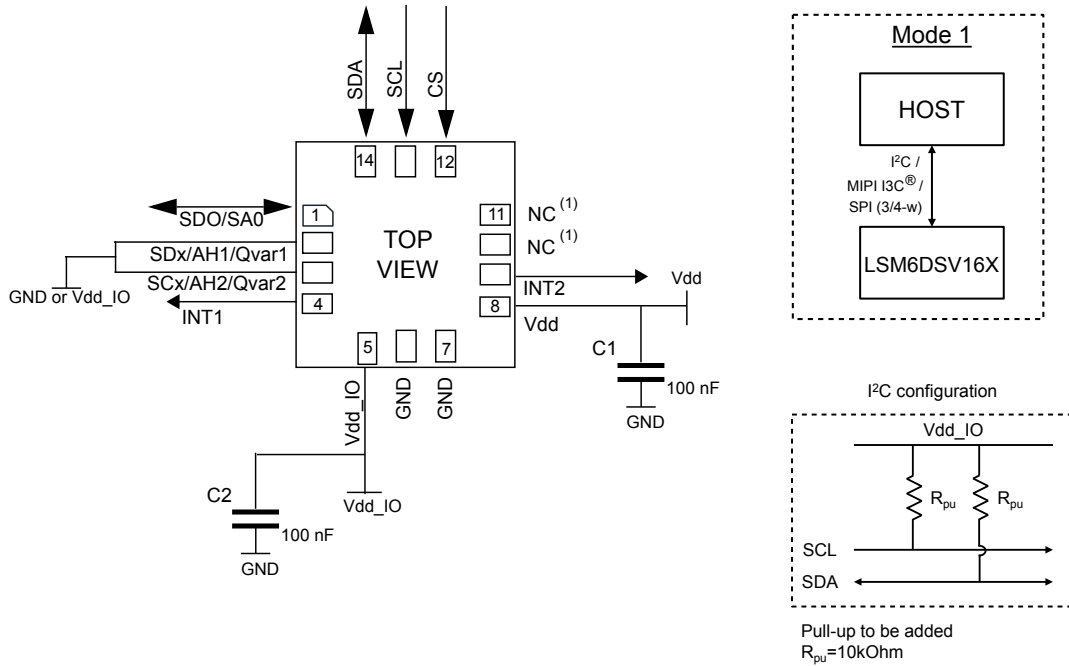 SDA
SCL
CS
14
12
1
11
NC (1)
SDO/SA0
TOP
VIEW
NC (1)
SDx/AH1/Qvar1
SCx/AH2/Qvar2
GND or Vdd_IO
INT1
4
INT2
Vdd
8
Vdd
5
7
Vdd_IO
GND
GND
C1
100 nF
GND
C2
100 nF
GND
Vdd_IO
Mode 1
HOST
I²C /
MIPI I3C® /
SPI (3/4-w)
LSM6DSV16X
I²C configuration
Vdd_IO
Rpu
Rpu
SCL
SDA
Pull-up to be added
Rpu=10kOhm